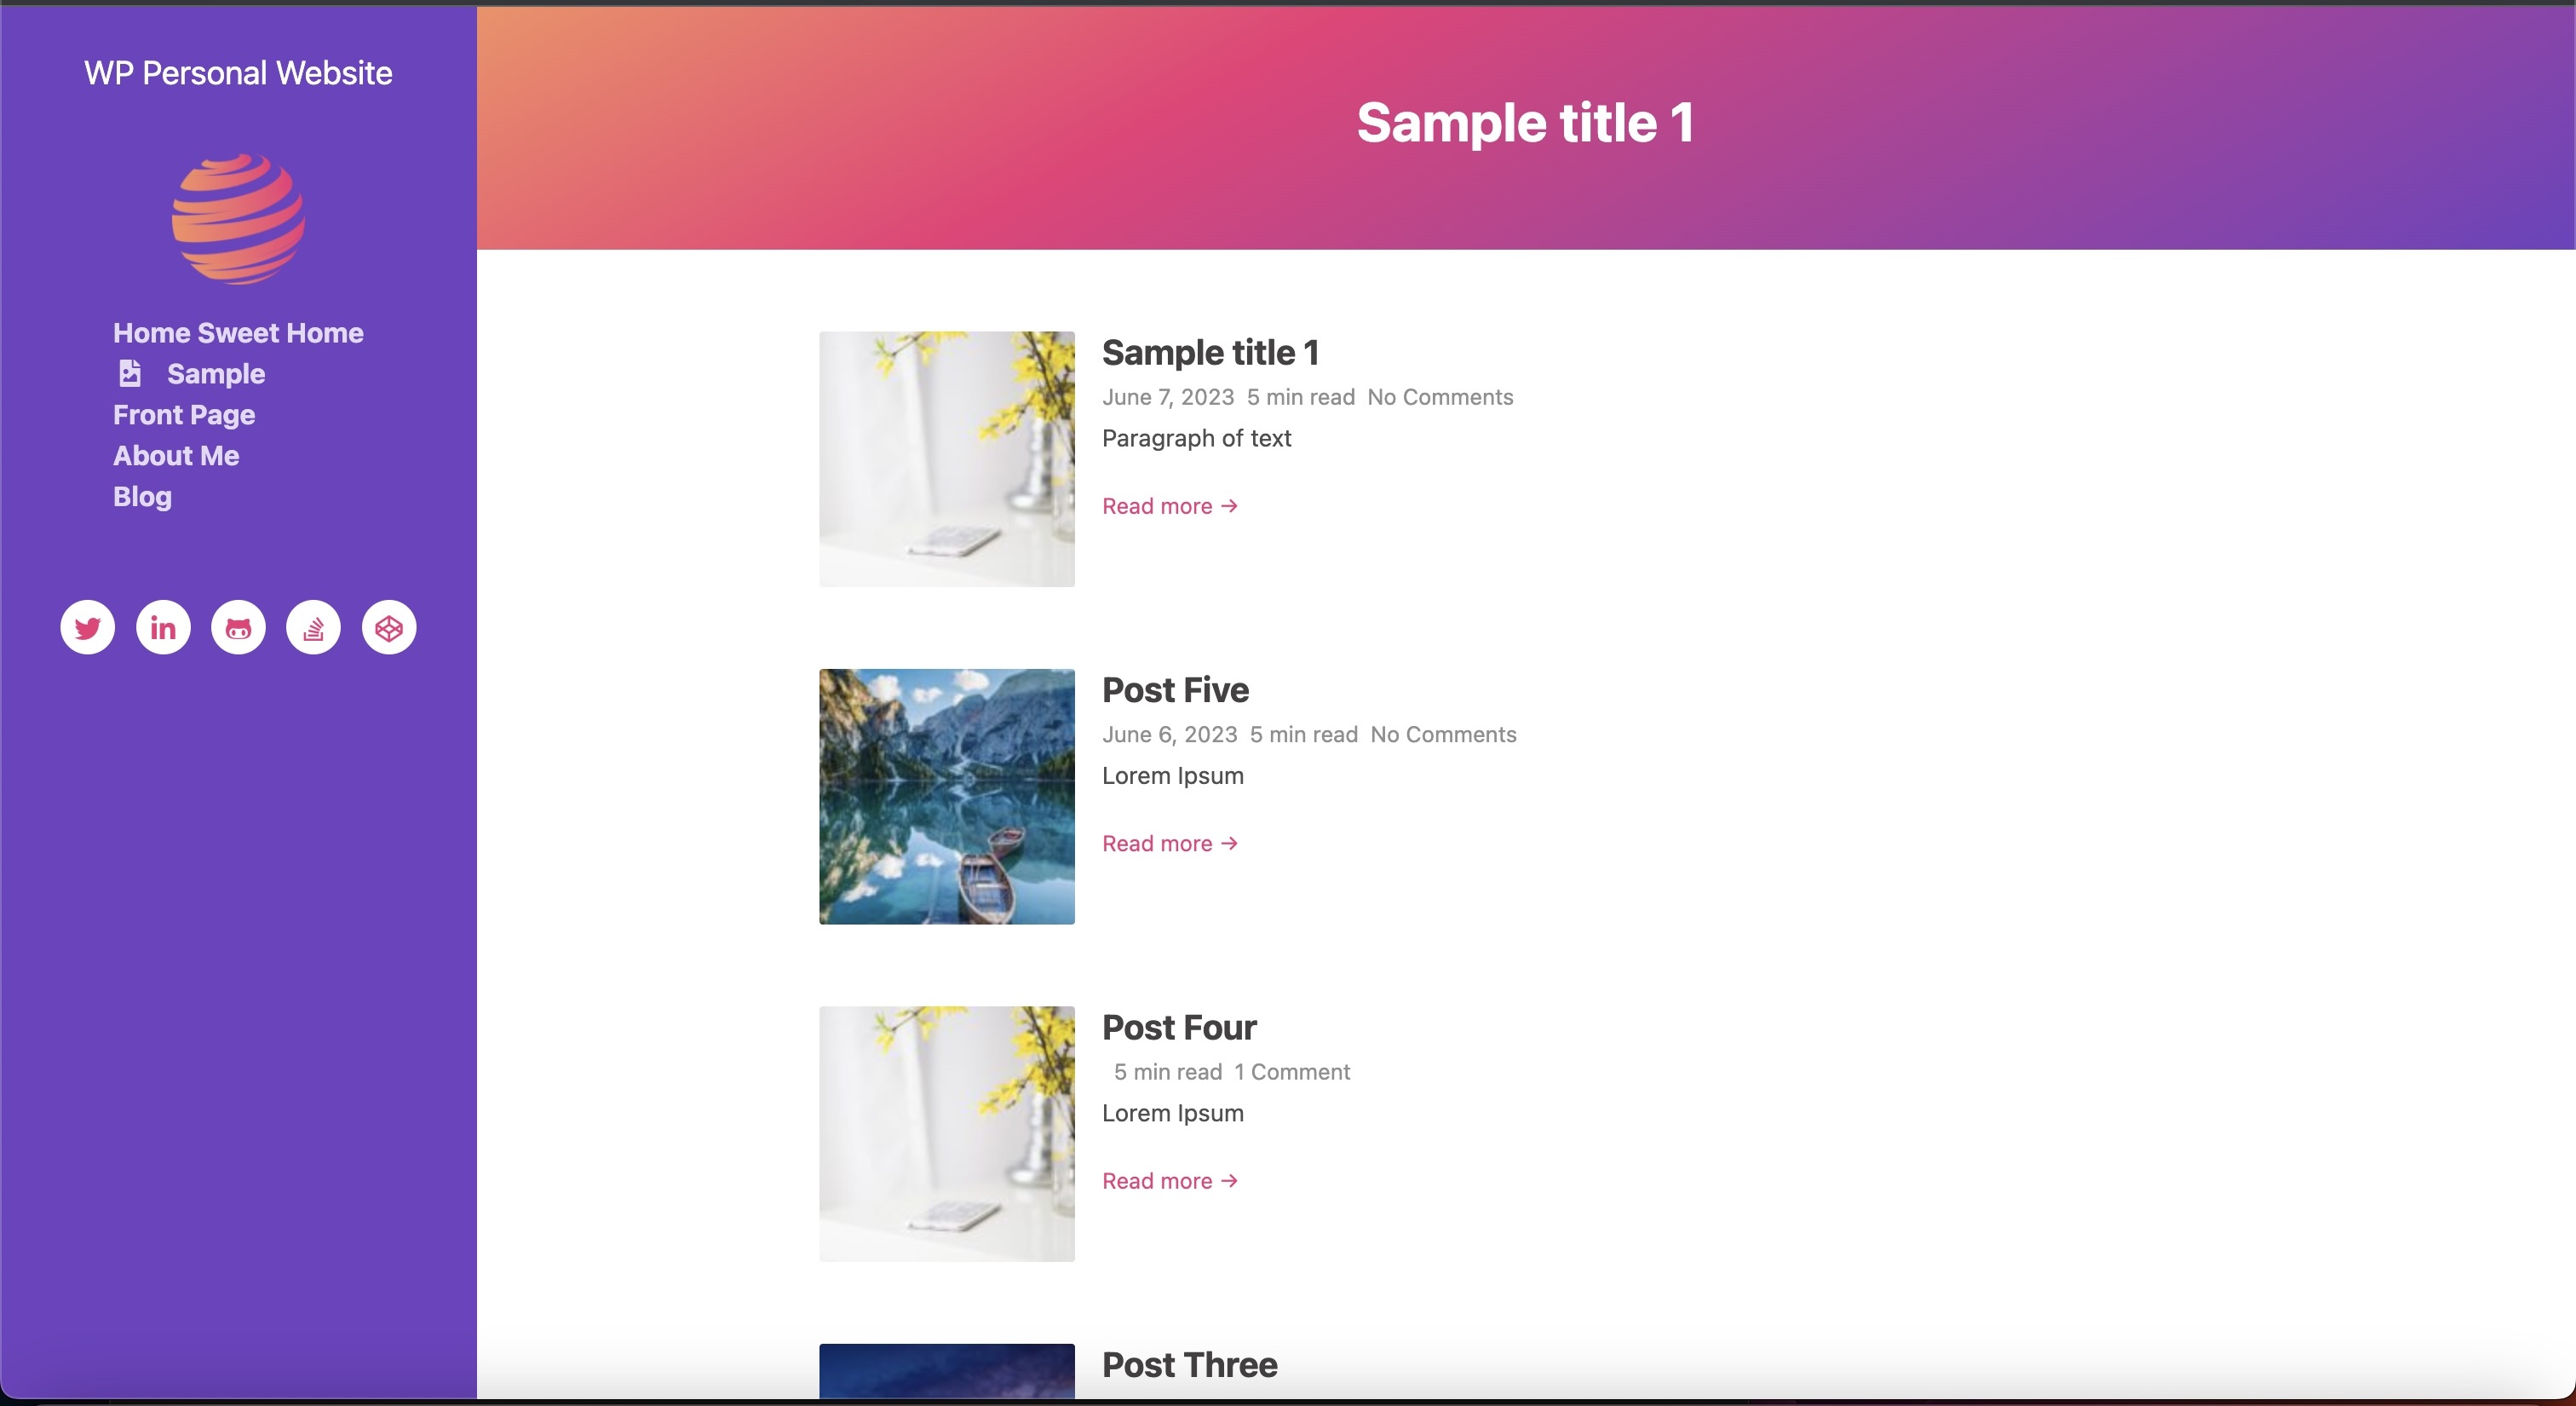 WP Personal Website
Home Sweet Home
Sample
Front Page
About Me
Blog
in
Sample title 1
Sample title 1
June 7, 2023 5 min read No Comments
Paragraph of text
Read more →
Post Five
June 6, 2023 5 min read No Comments
Lorem Ipsum
Read more →
Post Four
5 min read 1 Comment
Lorem Ipsum
Read more →
Post Three